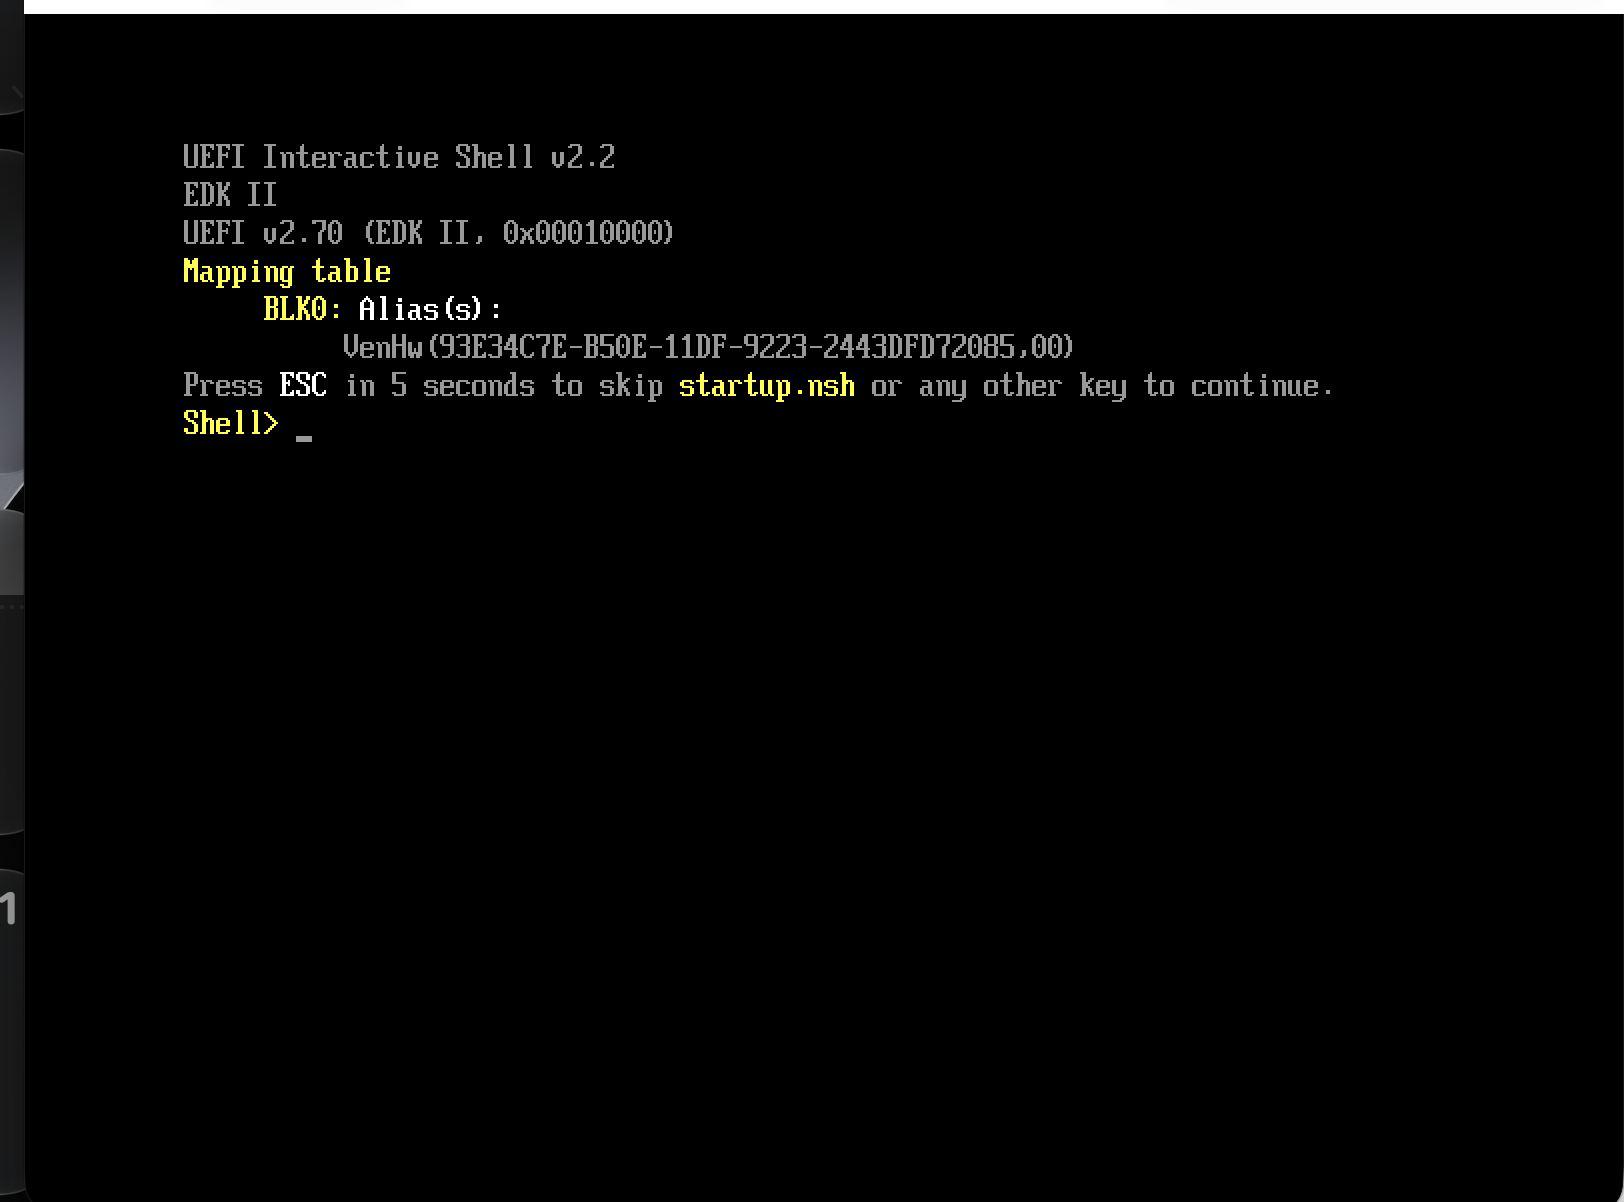 UEFI Interactive Shell v2.2
EDK II
UEFI v2.70 (EDK II, 0x00010000)
Mapping table
BLK0: Alias(s):
VenHw(93E34C7E-B50E-11DF-9223-2443DFD72085,00)
Press ESC in 5 seconds to skip startup.nsh or any other key to continue.
Shell> _
1